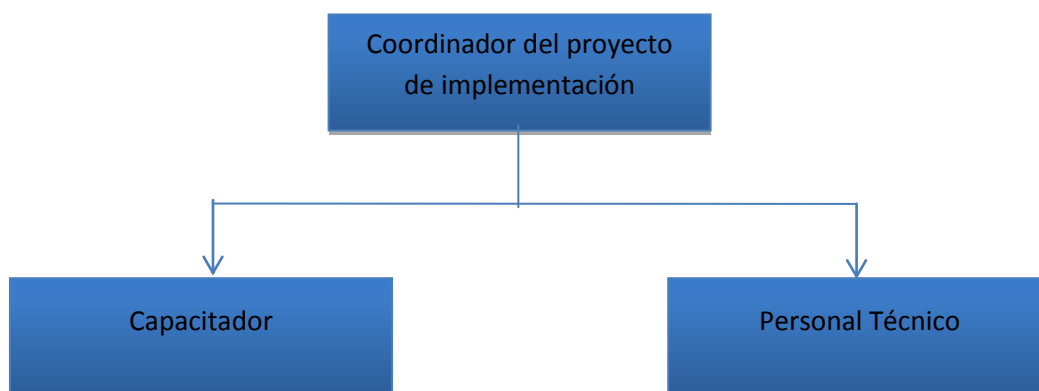 Coordinador del proyecto
de implementación
Capacitador
Personal Técnico